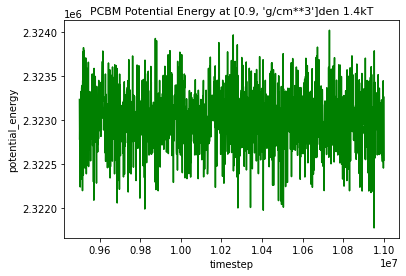 PCBM Potential Energy at [0.9, 'g/cm**3']den 1.4kT
1e6
2.3240
2.3235
2.3230
2.3225
2.3220
potential_energy
0.96 0.98 1.00 1.02 1.04 1.06 1.08 1.10
1e7
timestep